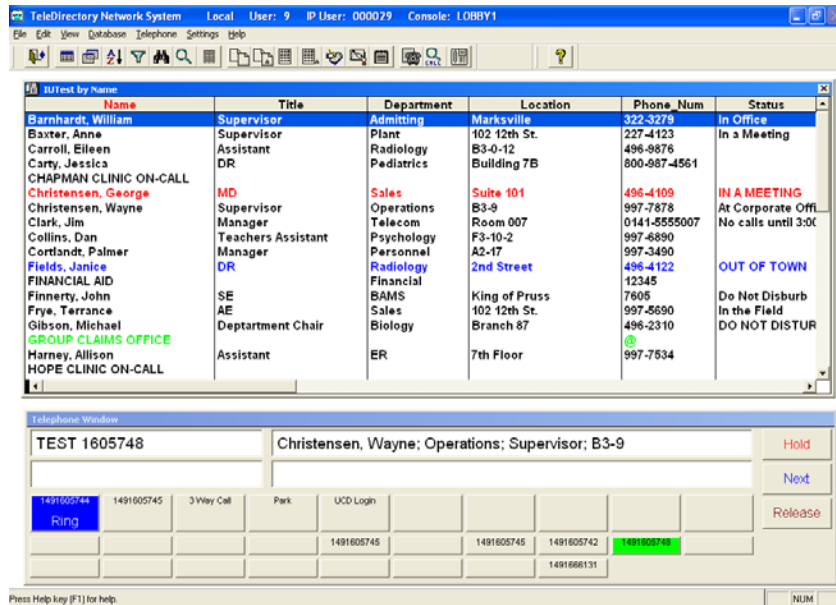 TeleDirectory Network System Local User: 9 IP User: 000029 Console: LOBBY1
File Edit View Database Telephone Settings Help
CALL
IUTest by Name
Name Title Department Location Phone_Num Status
Barnhardt, William Supervisor Admitting Marksville 322-3279 In Office
Baxter, Anne Supervisor Plant 102 12th St. 227-4123 In a Meeting
Carroll, Eileen Assistant Radiology B3-0-12 496-9876
Carty, Jessica DR Pediatrics Building 7B 800-987-4561
CHAPMAN CLINIC ON-CALL
Christensen, George MD Sales Suite 101 496-4109 IN A MEETING
Christensen, Wayne Supervisor Operations B3-9 997-7878 At Corporate Offi
Clark, Jim Manager Telecom Room 007 0141-5555007 No calls until 3:00
Collins, Dan Teachers Assistant Psychology F3-10-2 997-6890
Cortlandt, Palmer Manager Personnel A2-17 997-3490
Fields, Janice DR Radiology 2nd Street 496-4122 OUT OF TOWN
FINANCIAL AID Financial 12345
Finnerty, John SE BAMS King of Pruss 7605 Do Not Disturb
Frye, Terrance AE Sales 102 12th St. 997-5690 In the Field
Gibson, Michael Deptartment Chair Biology Branch 87 496-2310 DO NOT DISTUR
GROUP CLAIMS OFFICE @
Harney, Allison Assistant ER 7th Floor 997-7534
HOPE CLINIC ON-CALL
Telephone Window
TEST 1605748 Christensen, Wayne; Operations; Supervisor; B3-9 Hold
Next
1491605744 1491605745 3 Way Call Park UCD Login
Ring Release
1491605745 1491605745 1491605742 1491605748
1491666131
Press Help key [F1] for help. NUM